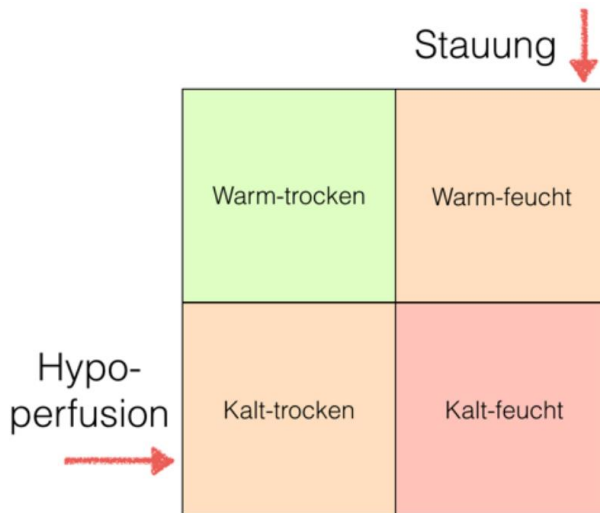 Stauung
Warm-trocken
Warm-feucht
Hypo-
perfusion
Kalt-trocken
Kalt-feucht